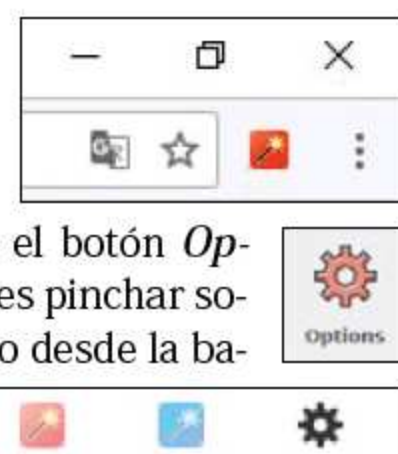 el botón Op-
es pinchar so-
o desde la ba-
Options